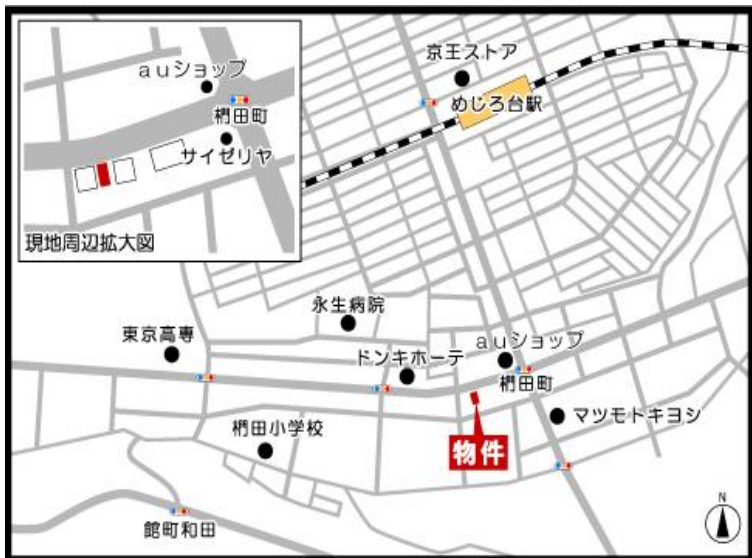 auショップ
椚田町
サイゼリヤ
現地周辺拡大図
京王ストア
めじろ台駅
永生病院
東京高専
auショップ
ドンキホーテ
椚田町
マツモトキヨシ
椚田小学校
物件
館町和田
N